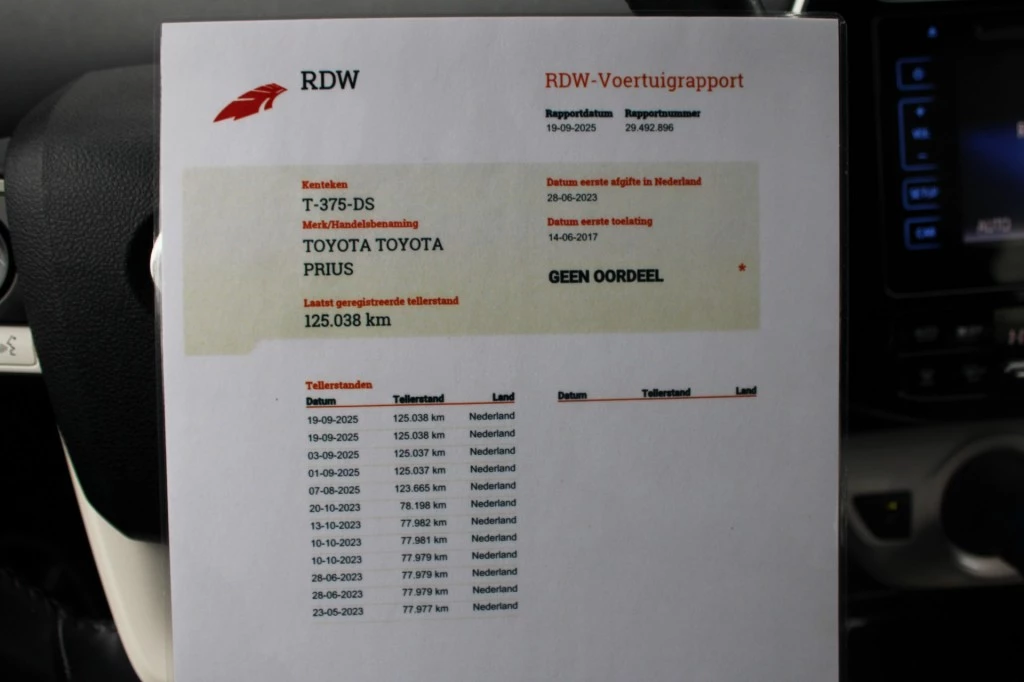 RDW
RDW-Voertuigrapport
Rapportdatum Rapportnummer
19-09-2025 29.492.896
Kenteken
T-375-DS
Merk/Handelsbenaming
TOYOTA TOYOTA
PRIUS
Laatst geregistreerde tellerstand
125.038 km
Datum eerste afgifte in Nederland
28-06-2023
Datum eerste toelating
14-06-2017
GEEN OORDEEL *
Tellerstanden
Datum Tellerstand Land
19-09-2025 125.038 km Nederland
19-09-2025 125.038 km Nederland
03-09-2025 125.037 km Nederland
01-09-2025 125.037 km Nederland
07-08-2025 123.665 km Nederland
20-10-2023 78.198 km Nederland
13-10-2023 77.982 km Nederland
10-10-2023 77.981 km Nederland
10-10-2023 77.979 km Nederland
28-06-2023 77.979 km Nederland
28-06-2023 77.979 km Nederland
23-05-2023 77.977 km Nederland
Datum Tellerstand Land
VOL
SETUP
CAR
AUTO